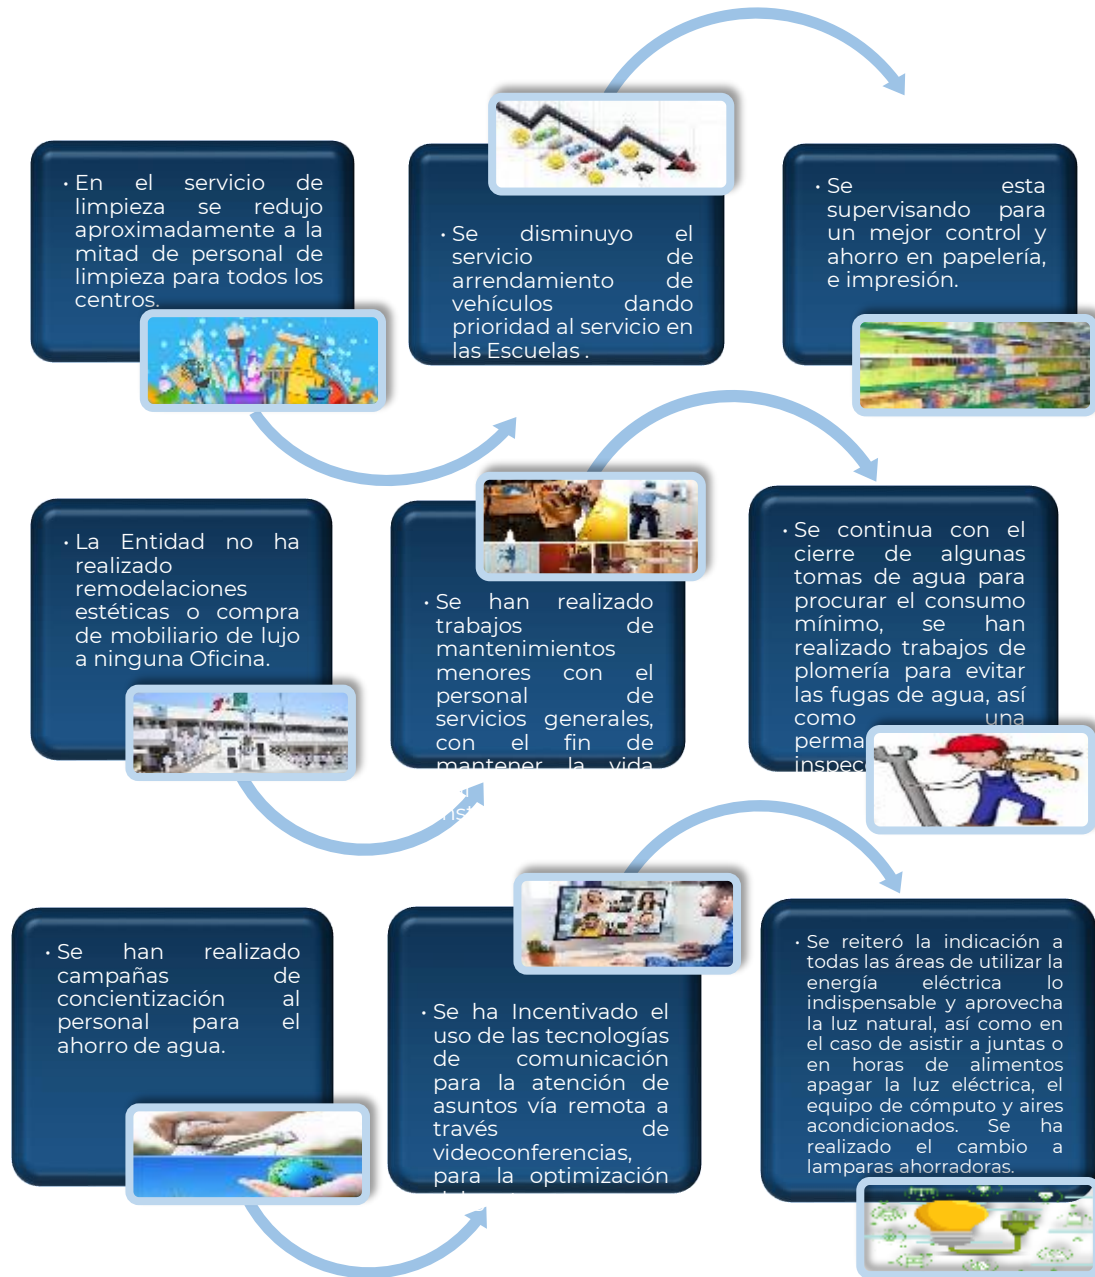 · En el servicio de
limpieza se redujo
aproximadamente a la
mitad de personal de
limpieza para todos los
centros.
· Se disminuyo el
servicio de
arrendamiento de
vehículos dando
prioridad al servicio en
las Escuelas .
· Se esta
supervisando para
un mejor control y
ahorro en papelería,
e impresión.
· La Entidad no ha
realizado
remodelaciones
estéticas o compra
de mobiliario de lujo
a ninguna Oficina.
· Se han realizado
trabajos de
mantenimientos
menores con el
personal de
servicios generales,
con el fin de
mantener la vida
· Se continua con el
cierre de algunas
tomas de agua para
procurar el consumo
mínimo, se han
realizado trabajos de
plomería para evitar
las fugas de agua, así
como una
· Se han realizado
campañas de
concientización al
personal para el
ahorro de agua.
· Se ha Incentivado el
uso de las tecnologías
de comunicación
para la atención de
asuntos vía remota a
través de
videoconferencias,
para la optimización
· Se reiteró la indicación a
todas las áreas de utilizar la
energía eléctrica lo
indispensable y aprovecha
la luz natural, así como en
el caso de asistir a juntas o
en horas de alimentos
apagar la luz eléctrica, el
equipo de cómputo y aires
acondicionados. Se ha
realizado el cambio a
lamparas ahorradoras.